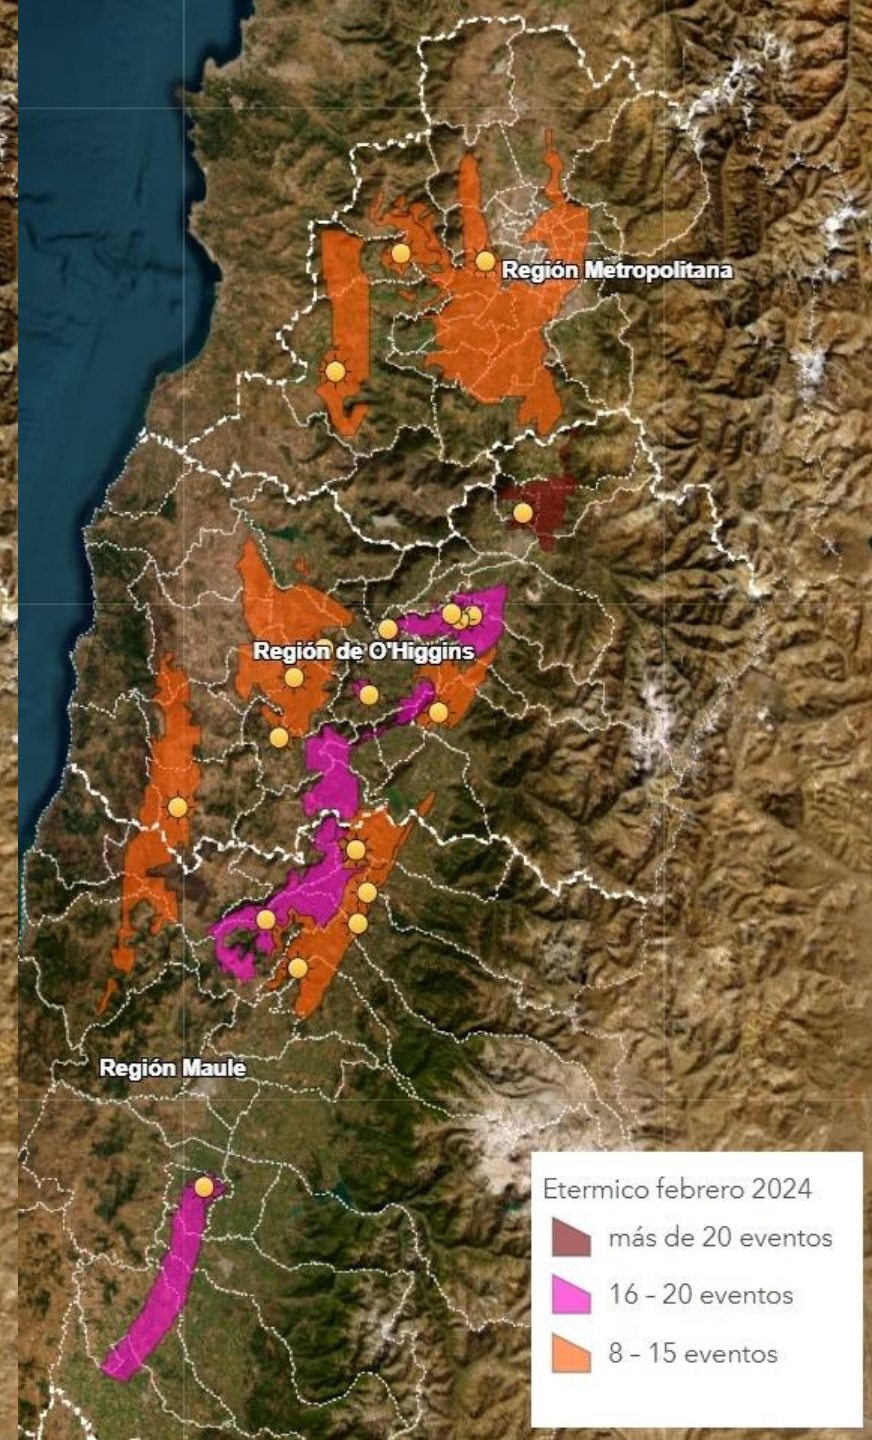 Región Metropolitana
Región de O'Higgins
Región Maule
Etermico febrero 2024
más de 20 eventos
16 - 20 eventos
8 - 15 eventos